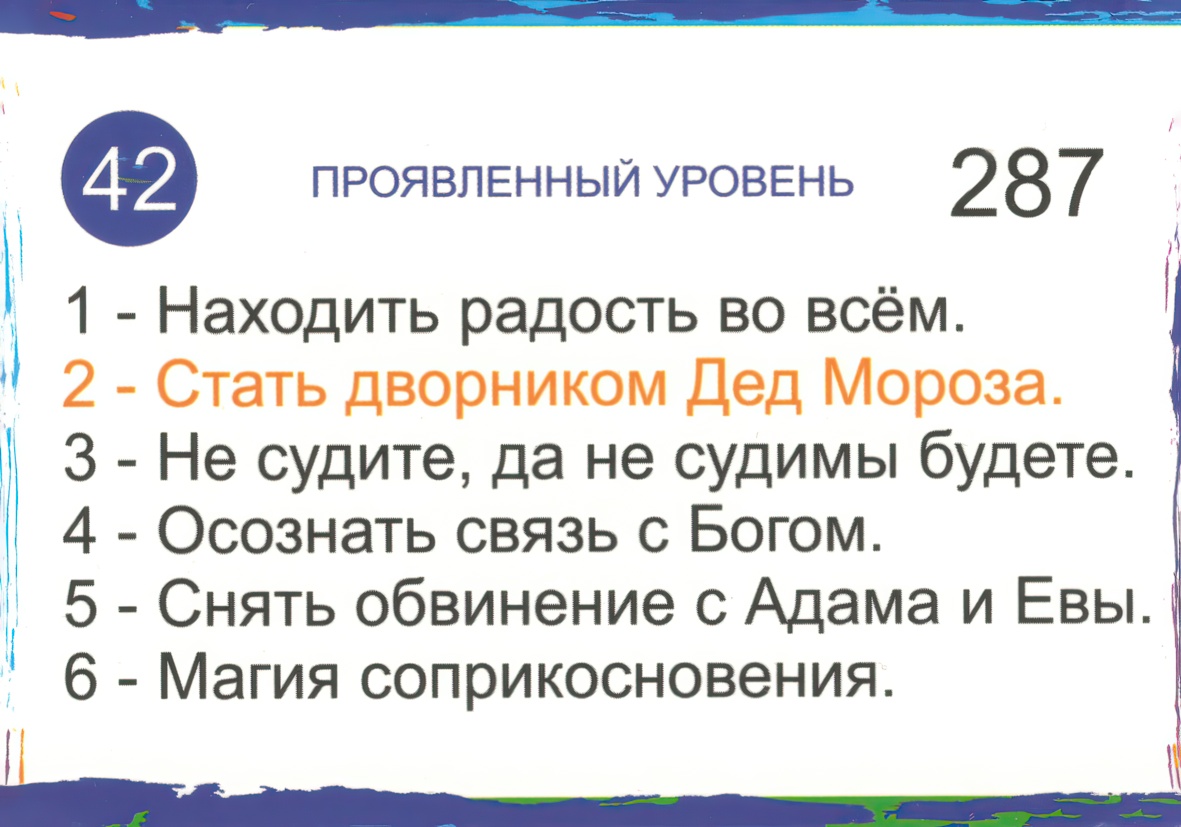 42
ПРОЯВЛЕННЫЙ УРОВЕНЬ
287
1 - Находить радость во всём.
2 - Стать дворником Дед Мороза.
3 - Не судите, да не судимы будете.
4 - Осознать связь с Богом.
5 - Снять обвинение с Адама и Евы.
6 - Магия соприкосновения.